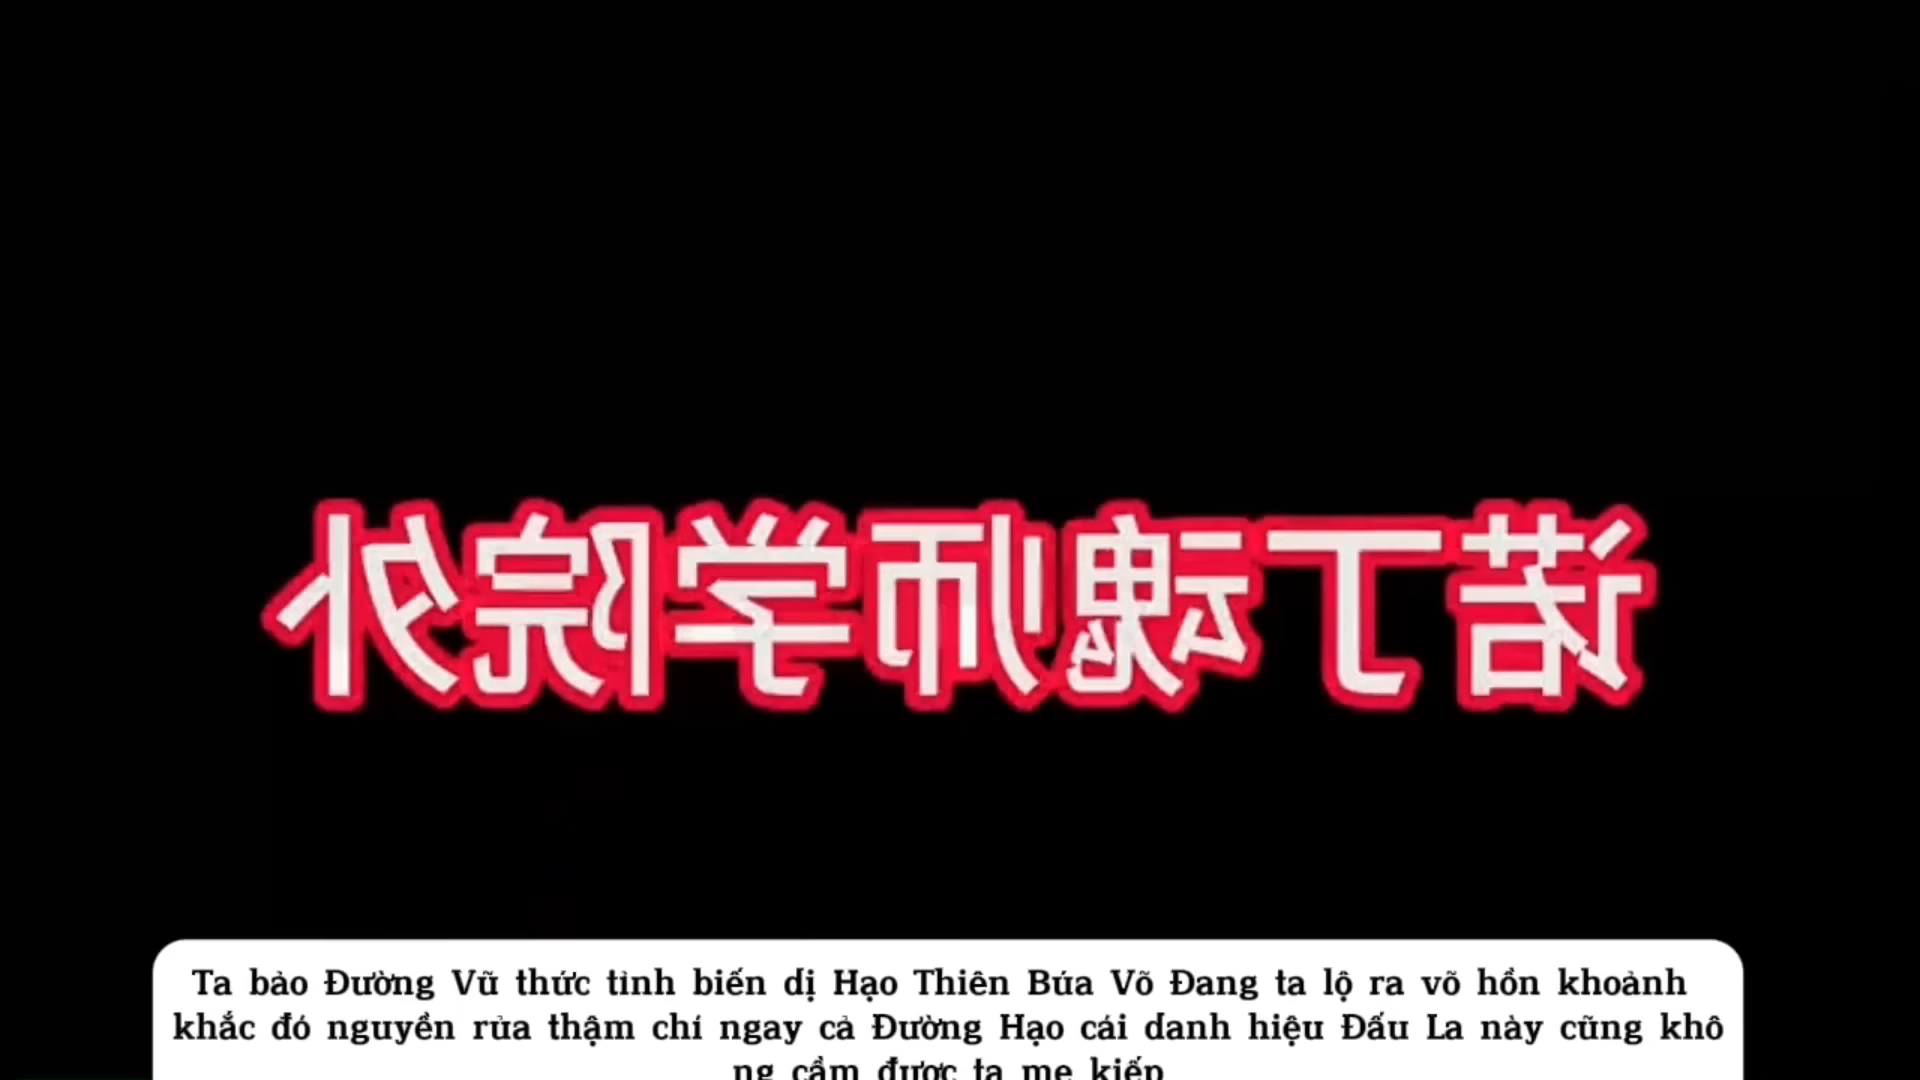 诺丁魂师学院外
Ta bảo Đường Vũ thức tỉnh biến dị Hạo Thiên Búa Võ Đang ta lộ ra võ hồn khoảnh
khắc đó nguyền rủa thậm chí ngay cả Đường Hạo cái danh hiệu Đấu La này cũng khô
ng cầm được ta mẹ kiếp